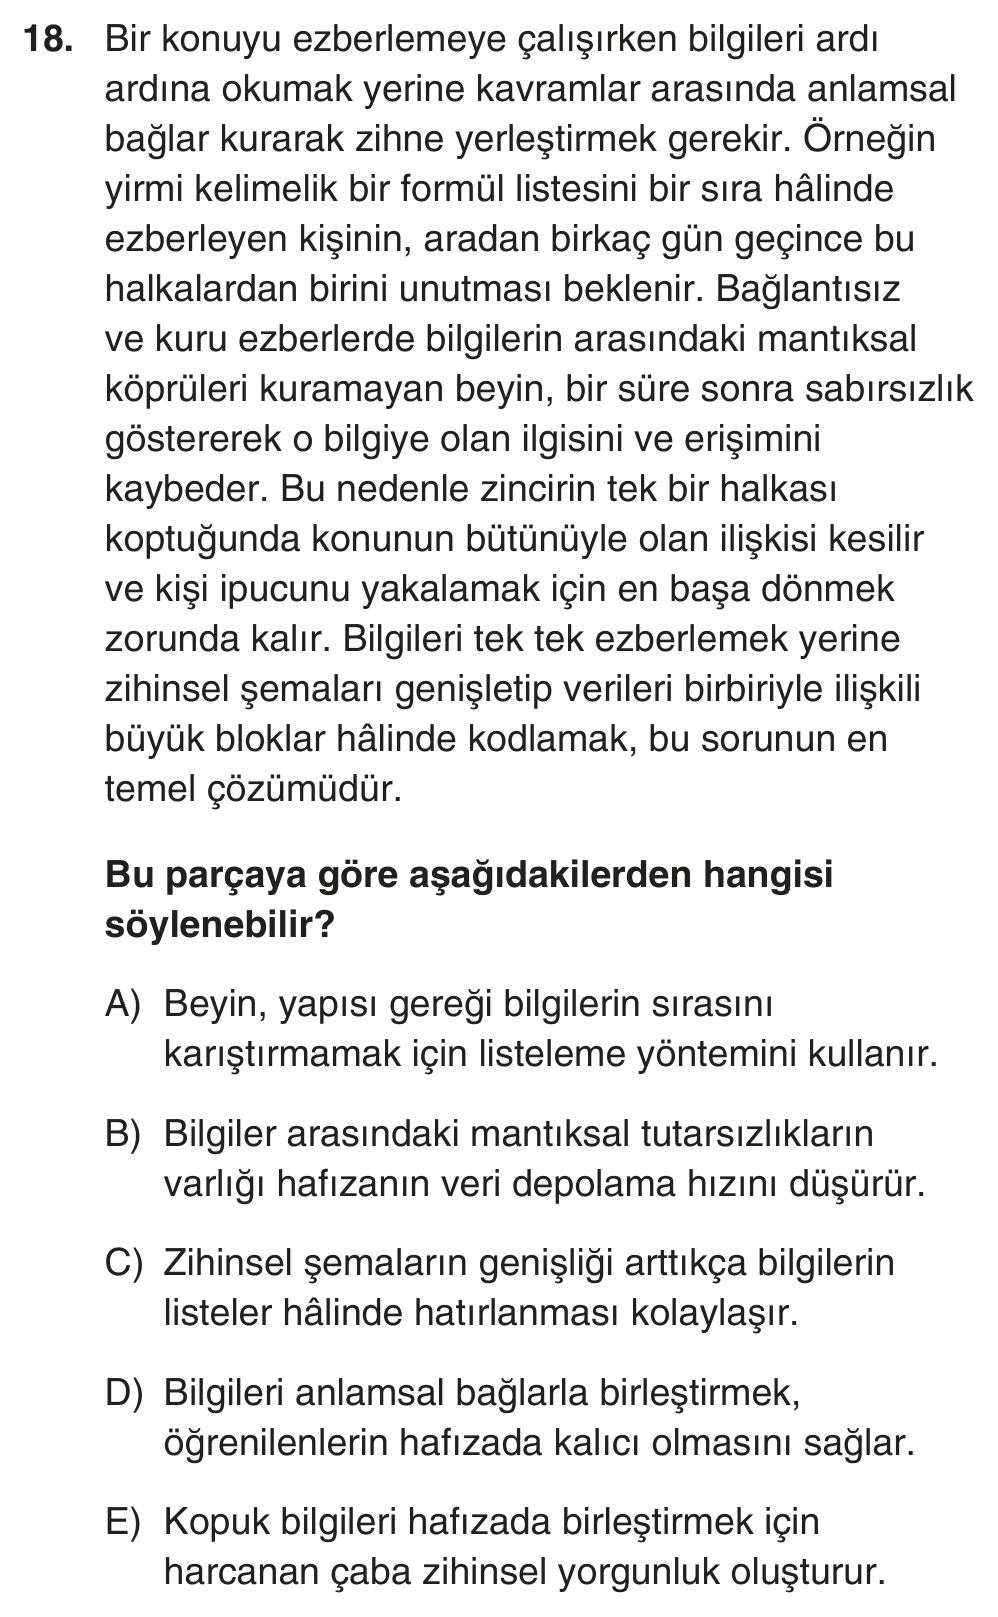 18. Bir konuyu ezberlemeye çalışırken bilgileri ardı
ardına okumak yerine kavramlar arasında anlamsal
bağlar kurarak zihne yerleştirmek gerekir. Örneğin
yirmi kelimelik bir formül listesini bir sıra hâlinde
ezberleyen kişinin, aradan birkaç gün geçince bu
halkalardan birini unutması beklenir. Bağlantısız
ve kuru ezberlerde bilgilerin arasındaki mantıksal
köprüleri kuramayan beyin, bir süre sonra sabırsızlık
göstererek o bilgiye olan ilgisini ve erişimini
kaybeder. Bu nedenle zincirin tek bir halkası
koptuğunda konunun bütünüyle olan ilişkisi kesilir
ve kişi ipucunu yakalamak için en başa dönmek
zorunda kalır. Bilgileri tek tek ezberlemek yerine
zihinsel şemaları genişletip verileri birbiriyle ilişkili
büyük bloklar hâlinde kodlamak, bu sorunun en
temel çözümüdür.
Bu parçaya göre aşağıdakilerden hangisi
söylenebilir?
A) Beyin, yapısı gereği bilgilerin sırasını
karıştırmamak için listeleme yöntemini kullanır.
B) Bilgiler arasındaki mantıksal tutarsızlıkların
varlığı hafızanın veri depolama hızını düşürür.
C) Zihinsel şemaların genişliği arttıkça bilgilerin
listeler hâlinde hatırlanması kolaylaşır.
D) Bilgileri anlamsal bağlarla birleştirmek,
öğrenilenlerin hafızada kalıcı olmasını sağlar.
E) Kopuk bilgileri hafızada birleştirmek için
harcanan çaba zihinsel yorgunluk oluşturur.